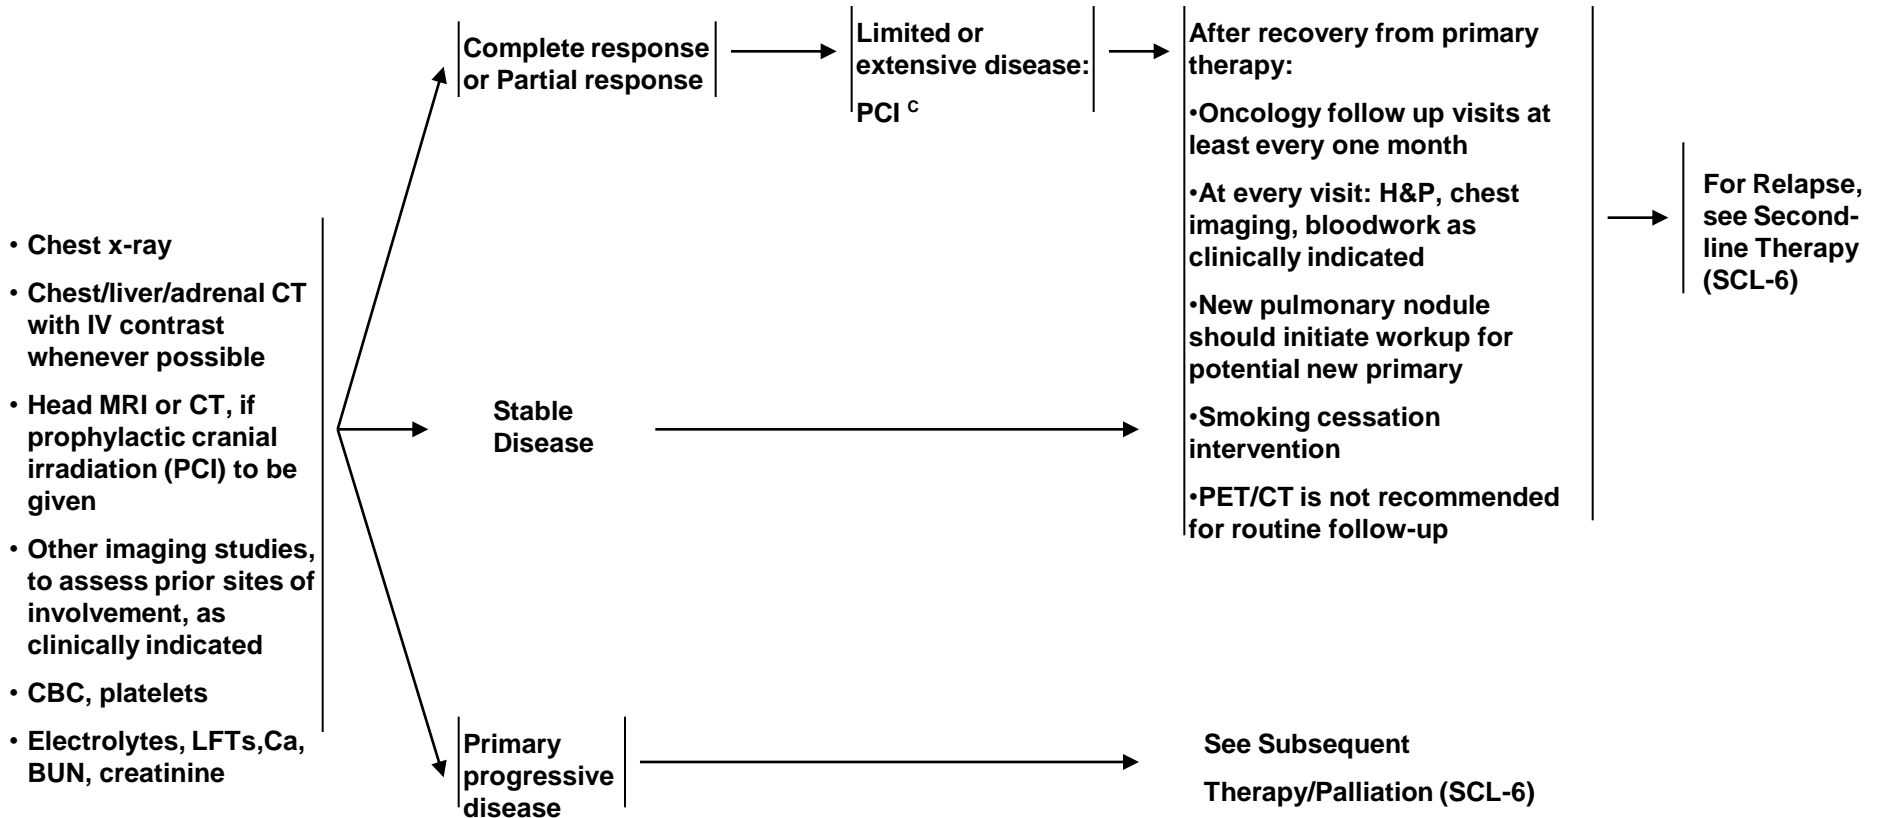 • Chest x-ray
• Chest/liver/adrenal CT
with IV contrast
whenever possible
• Head MRI or CT, if
prophylactic cranial
irradiation (PCI) to be
given
• Other imaging studies,
to assess prior sites of
involvement, as
clinically indicated
• CBC, platelets
• Electrolytes, LFTs,Ca,
BUN, creatinine
Complete response
or Partial response
Limited or
extensive disease:
PCI C
Stable
Disease
Primary
progressive
disease
After recovery from primary
therapy:
•Oncology follow up visits at
least every one month
•At every visit: H&P, chest
imaging, bloodwork as
clinically indicated
•New pulmonary nodule
should initiate workup for
potential new primary
•Smoking cessation
intervention
•PET/CT is not recommended
for routine follow-up
See Subsequent
Therapy/Palliation (SCL-6)
For Relapse,
see Second-
line Therapy
(SCL-6)